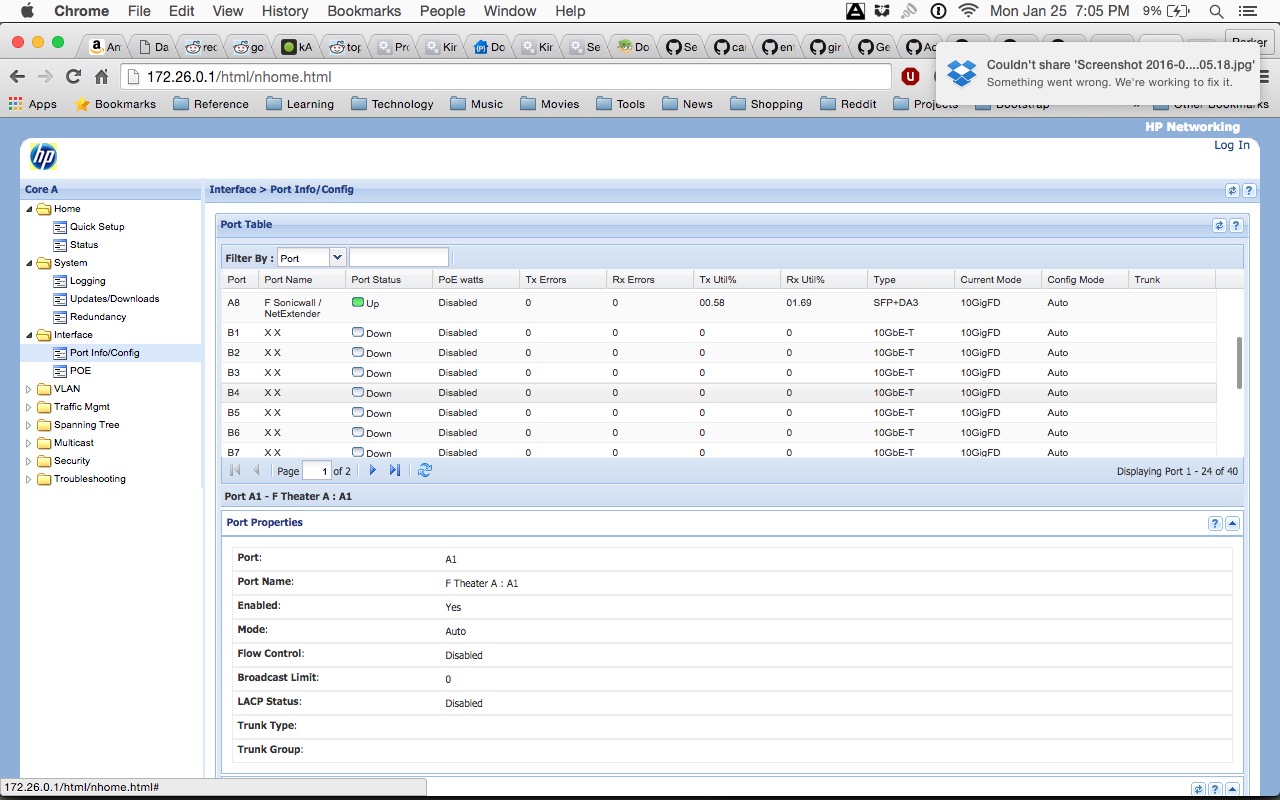 Chrome File Edit View History Bookmarks People Window Help Mon Jan 25 7:05 PM 9%
An Da rec go kA top Pro Kir Do Kir Se Do Se cai en gir Ge Ac Parker
172.26.0.1/html/nhome.html
Couldn't share 'Screenshot 2016-0....05.18.jpg'
Something went wrong. We're working to fix it.
Apps Bookmarks Reference Learning Technology Music Movies Tools News Shopping Reddit Projects Bootstrap » Other Bookmarks
HP Networking
hp
Log In
Core A
Home
Quick Setup
Status
System
Logging
Updates/Downloads
Redundancy
Interface
Port Info/Config
POE
VLAN
Traffic Mgmt
Spanning Tree
Multicast
Security
Troubleshooting
Interface > Port Info/Config
Port Table
Filter By : Port
Port Port Name Port Status PoE watts Tx Errors Rx Errors Tx Util% Rx Util% Type Current Mode Config Mode Trunk
A8 F Sonicwall / NetExtender Up Disabled 0 0 00.58 01.69 SFP+DA3 10GigFD Auto
B1 X X Down Disabled 0 0 0 0 10GbE-T 10GigFD Auto
B2 X X Down Disabled 0 0 0 0 10GbE-T 10GigFD Auto
B3 X X Down Disabled 0 0 0 0 10GbE-T 10GigFD Auto
B4 X X Down Disabled 0 0 0 0 10GbE-T 10GigFD Auto
B5 X X Down Disabled 0 0 0 0 10GbE-T 10GigFD Auto
B6 X X Down Disabled 0 0 0 0 10GbE-T 10GigFD Auto
B7 X X Down Disabled 0 0 0 0 10GbE-T 10GigFD Auto
Page 1 of 2 Displaying Port 1 - 24 of 40
Port A1 - F Theater A : A1
Port Properties
Port: A1
Port Name: F Theater A : A1
Enabled: Yes
Mode: Auto
Flow Control: Disabled
Broadcast Limit: 0
LACP Status: Disabled
Trunk Type:
Trunk Group:
172.26.0.1/html/nhome.html#